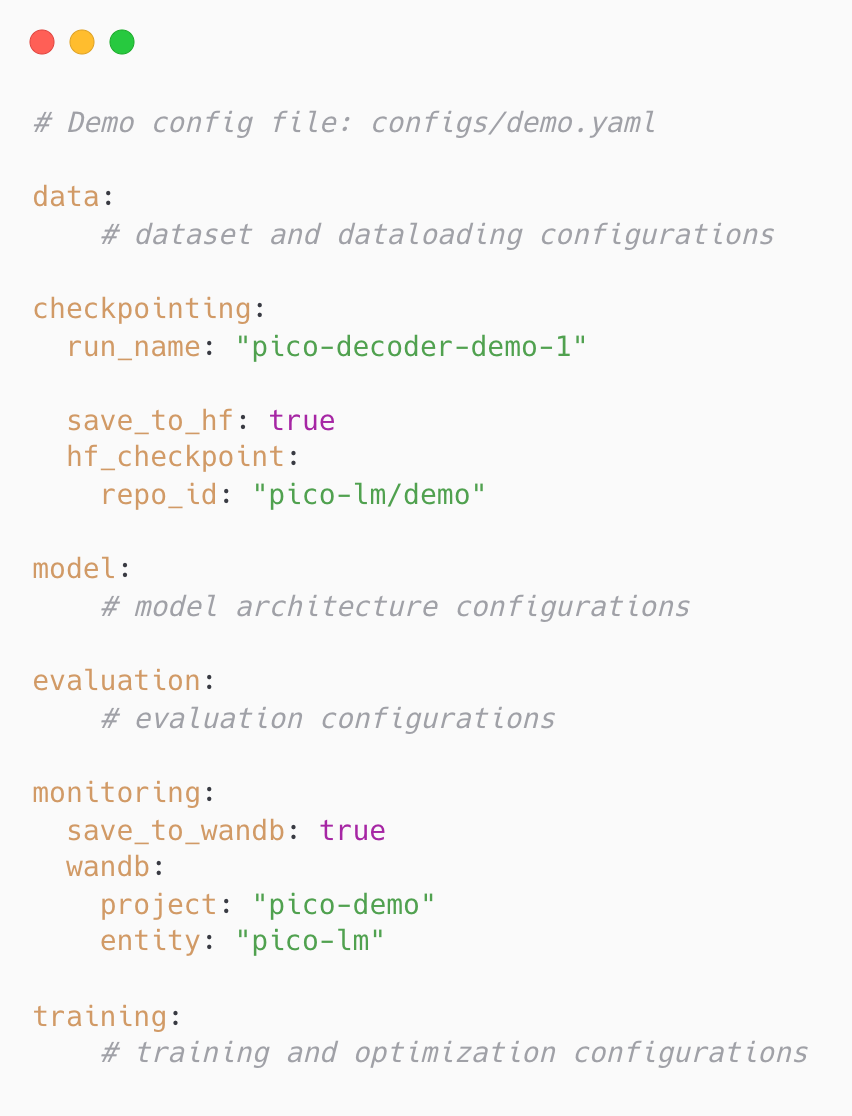 # Demo config file: configs/demo.yaml
data:
    # dataset and dataloading configurations
checkpointing:
  run_name: "pico-decoder-demo-1"
  save_to_hf: true
  hf_checkpoint:
    repo_id: "pico-lm/demo"
model:
    # model architecture configurations
evaluation:
    # evaluation configurations
monitoring:
  save_to_wandb: true
  wandb:
    project: "pico-demo"
    entity: "pico-lm"
training:
    # training and optimization configurations